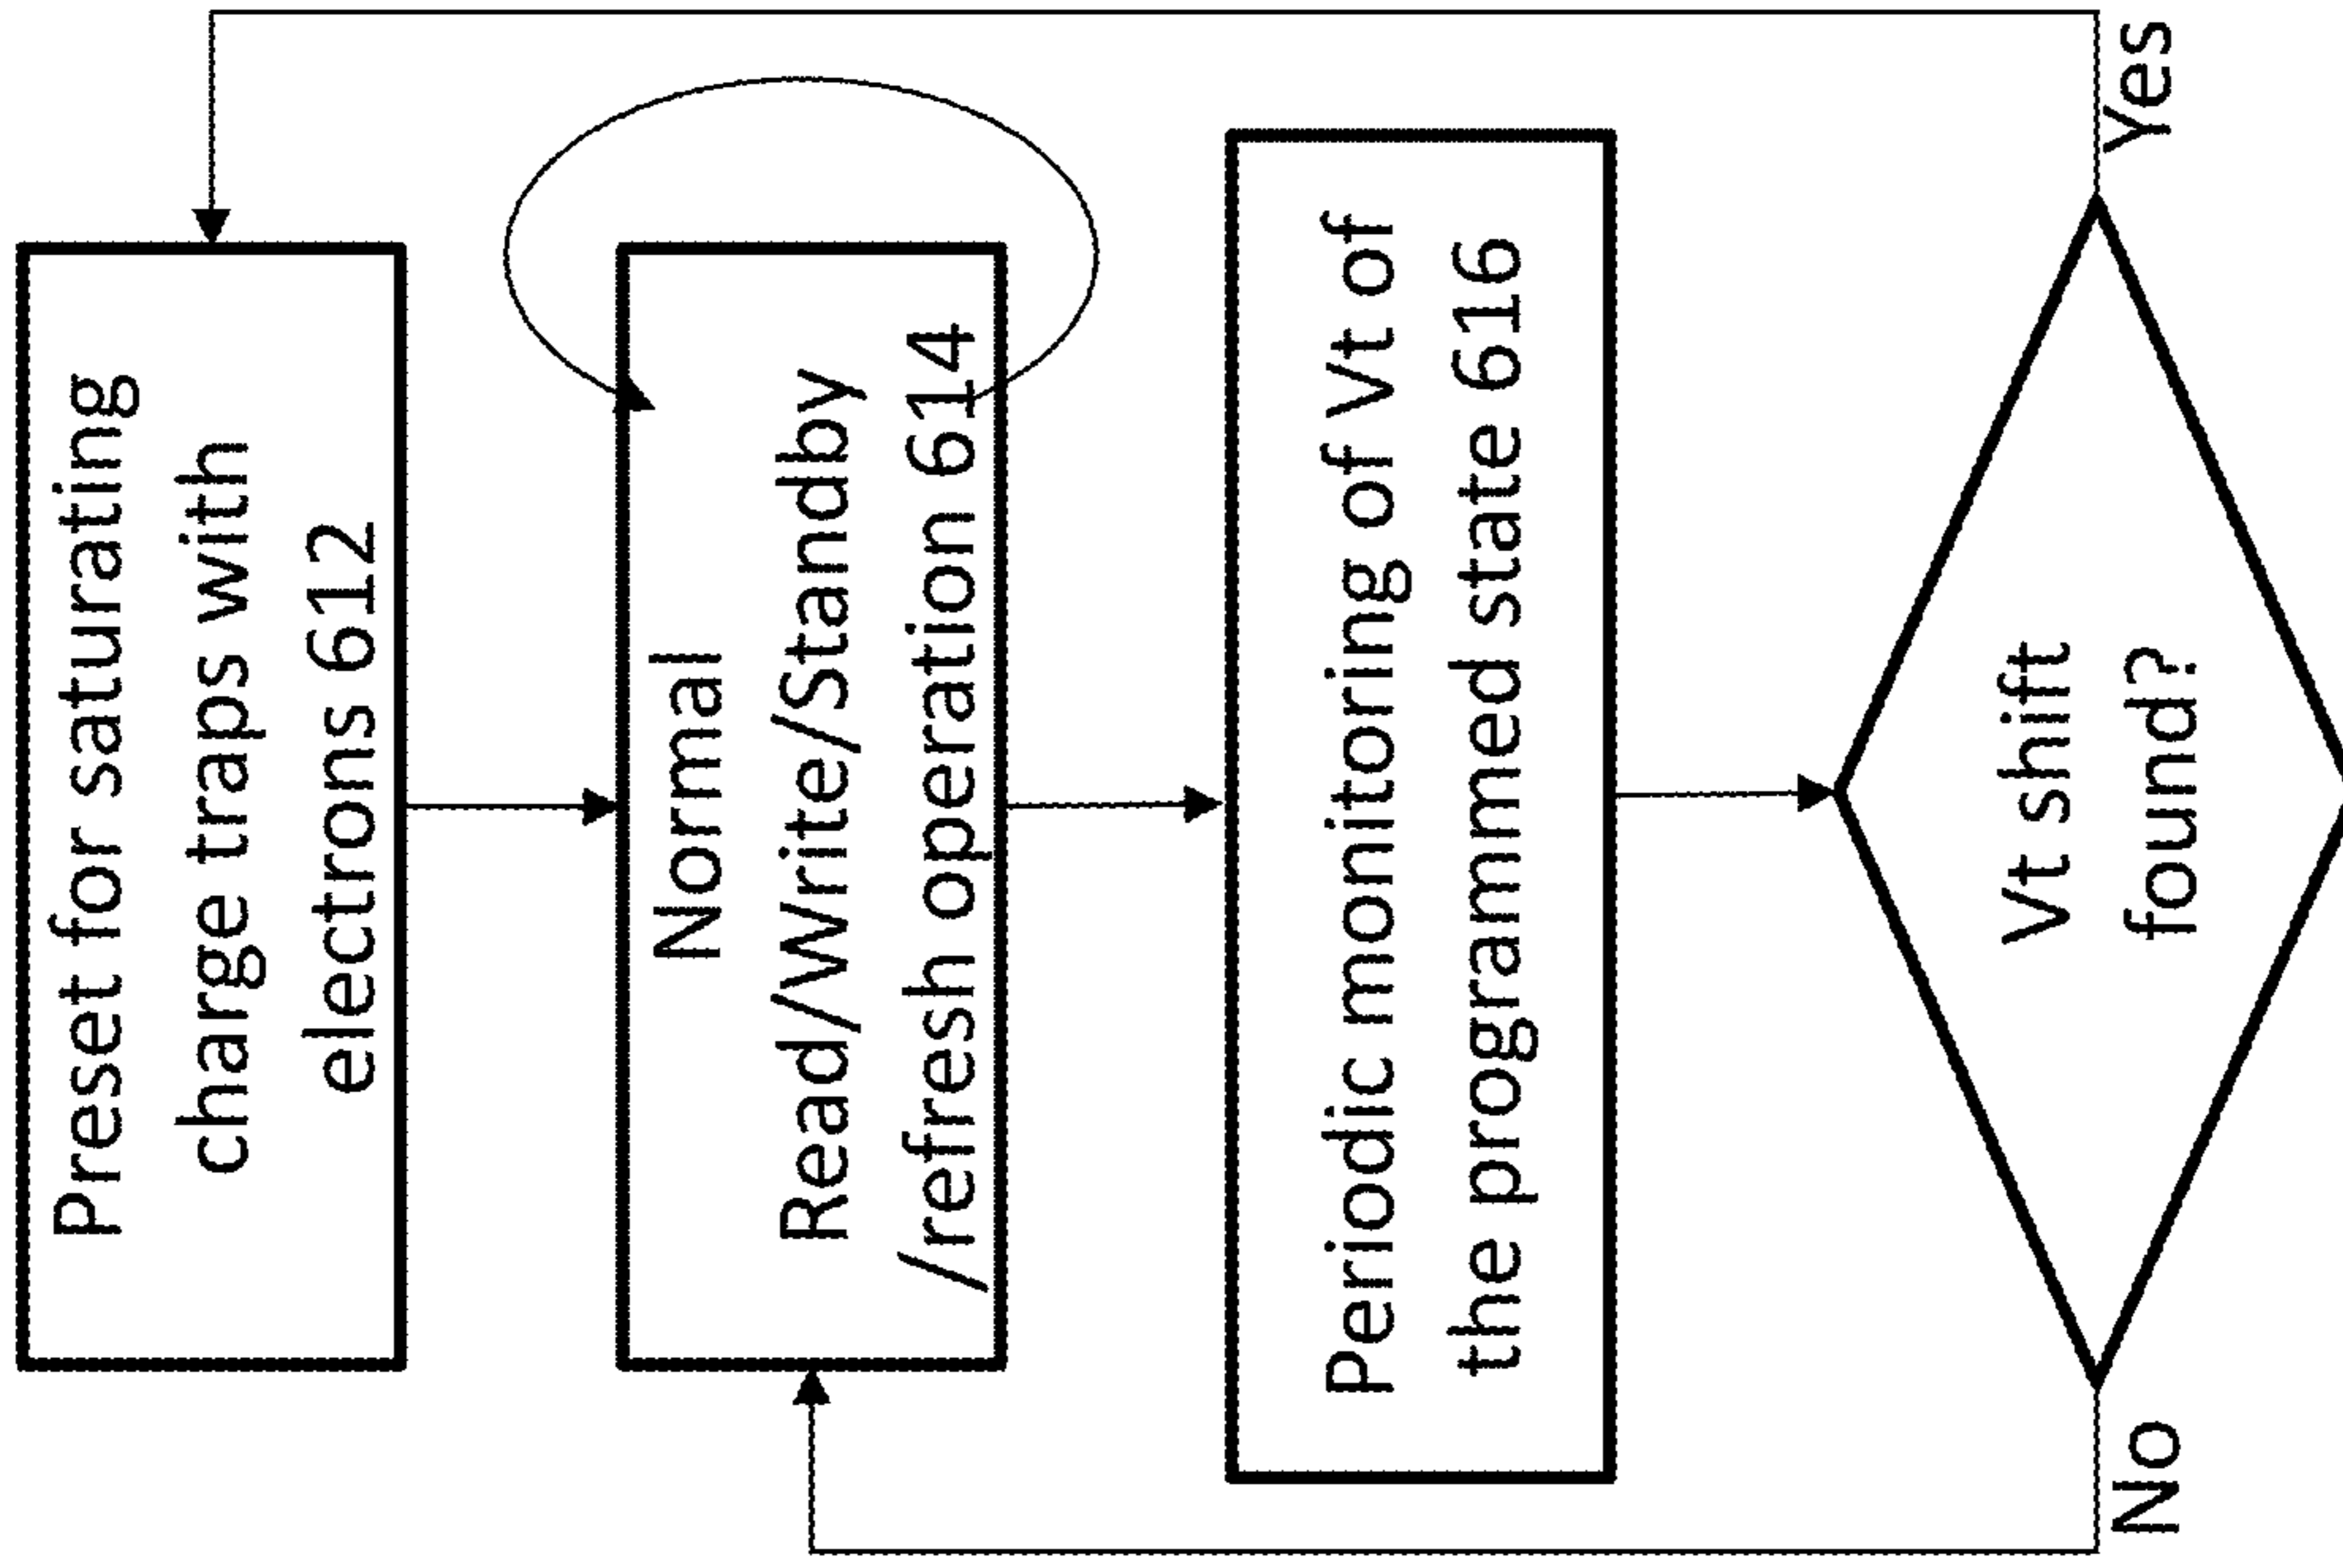 Preset for saturating
charge traps with
electrons 612
Normal
Read/Write/Standby
/refresh operation 614
Periodic monitoring of Vt of
the programmed state 616
Vt shift
found?
No
Yes